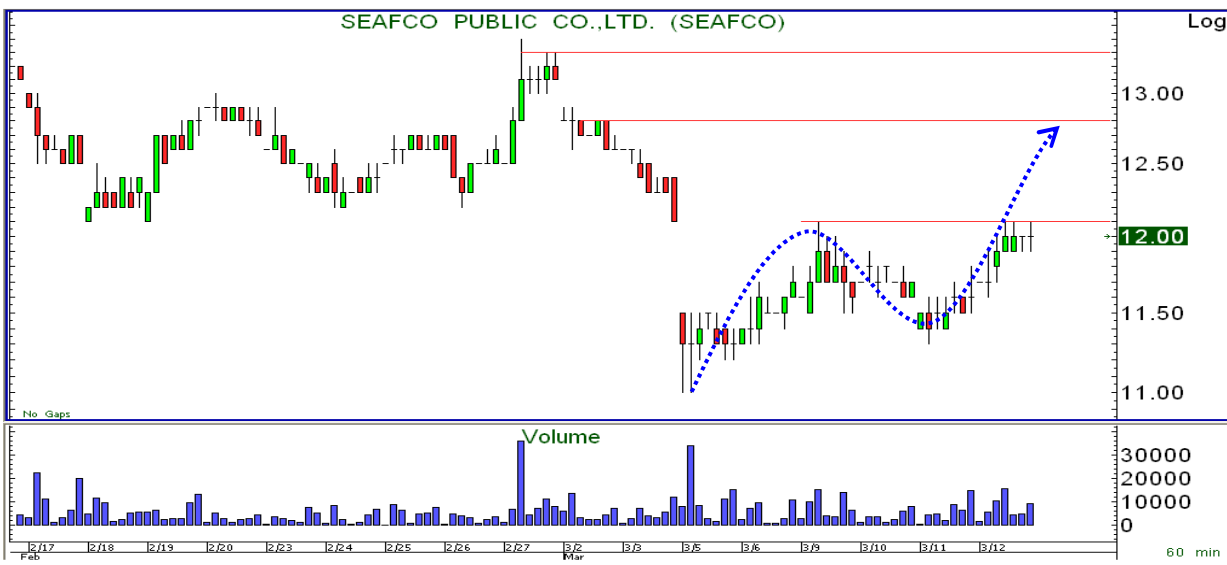 SEAFCO PUBLIC CO.,LTD. (SEAFCO)
Log
13.00
12.50
12.00
11.50
11.00
No Gaps
Volume
30000
20000
10000
0
2/17 2/18 2/19 2/20 2/23 2/24 2/25 2/26 2/27 3/2 3/3 3/5 3/6 3/9 3/10 3/11 3/12
Feb Mar
60 min